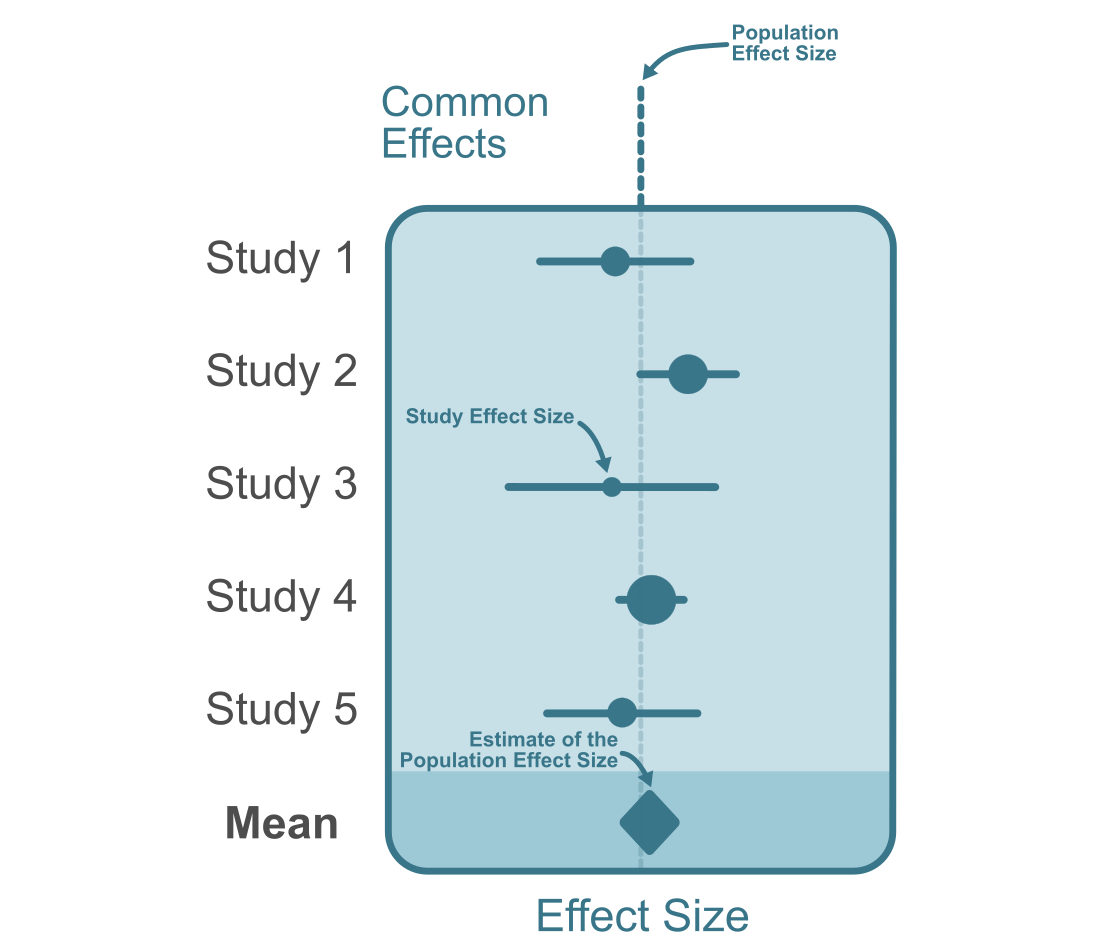 Population
Effect Size
Common
Effects
Study 1
Study 2
Study Effect Size
Study 3
Study 4
Study 5
Estimate of the
Population Effect Size
Mean
Effect Size